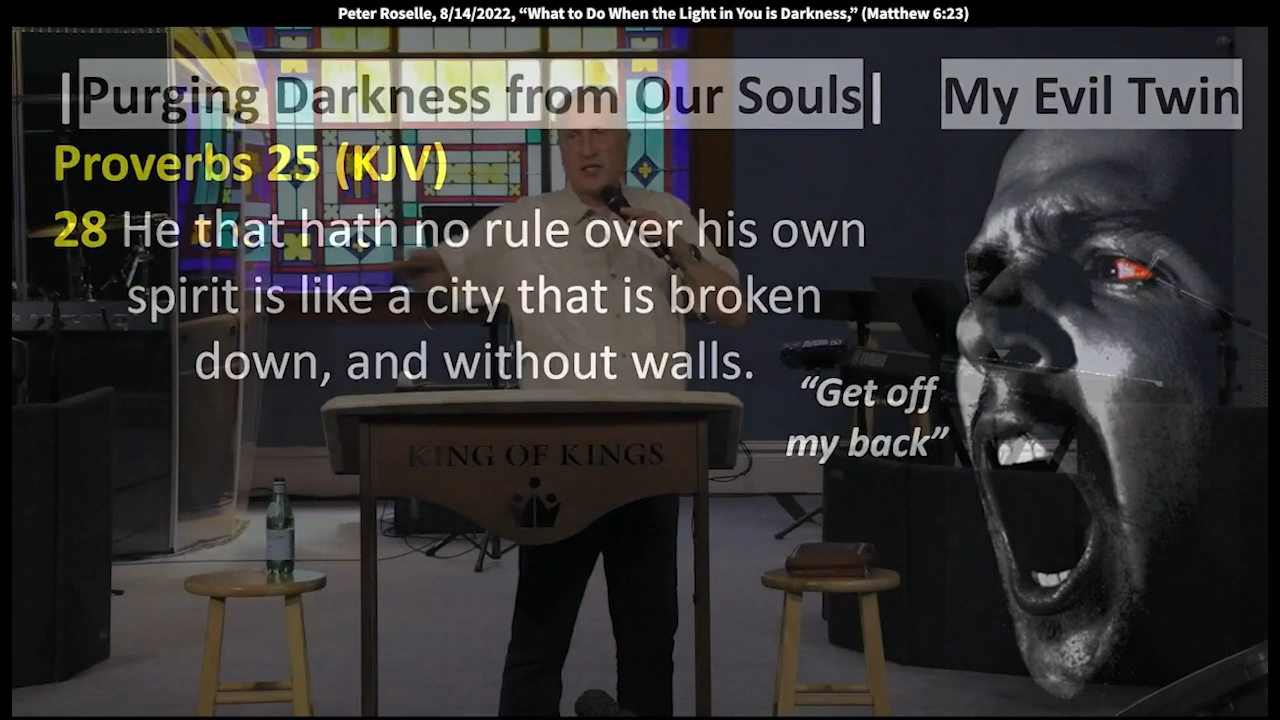 Peter Roselle, 8/14/2022, “What to Do When the Light in You is Darkness,” (Matthew 6:23)
|Purging Darkness from Our Souls|
My Evil Twin
Proverbs 25 (KJV)
28 He that hath no rule over his own
spirit is like a city that is broken
down, and without walls.
“Get off
my back”
YAMAHA
KING OF KINGS